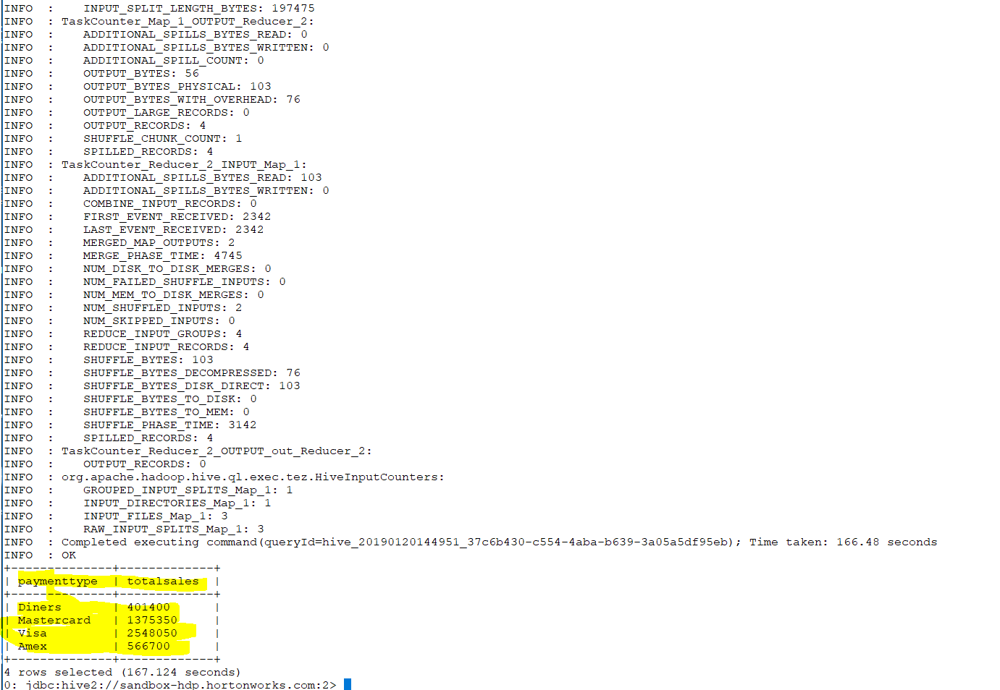 INFO  :     INPUT_SPLIT_LENGTH_BYTES: 197475
INFO  : TaskCounter_Map_1_OUTPUT_Reducer_2:
INFO  :    ADDITIONAL_SPILLS_BYTES_READ: 0
INFO  :    ADDITIONAL_SPILLS_BYTES_WRITTEN: 0
INFO  :    ADDITIONAL_SPILL_COUNT: 0
INFO  :    OUTPUT_BYTES: 56
INFO  :    OUTPUT_BYTES_PHYSICAL: 103
INFO  :    OUTPUT_BYTES_WITH_OVERHEAD: 76
INFO  :    OUTPUT_LARGE_RECORDS: 0
INFO  :    OUTPUT_RECORDS: 4
INFO  :    SHUFFLE_CHUNK_COUNT: 1
INFO  :    SPILLED_RECORDS: 4
INFO  : TaskCounter_Reducer_2_INPUT_Map_1:
INFO  :    ADDITIONAL_SPILLS_BYTES_READ: 103
INFO  :    ADDITIONAL_SPILLS_BYTES_WRITTEN: 0
INFO  :    COMBINE_INPUT_RECORDS: 0
INFO  :    FIRST_EVENT_RECEIVED: 2342
INFO  :    LAST_EVENT_RECEIVED: 2342
INFO  :    MERGED_MAP_OUTPUTS: 2
INFO  :    MERGE_PHASE_TIME: 4745
INFO  :    NUM_DISK_TO_DISK_MERGES: 0
INFO  :    NUM_FAILED_SHUFFLE_INPUTS: 0
INFO  :    NUM_MEM_TO_DISK_MERGES: 0
INFO  :    NUM_SHUFFLED_INPUTS: 2
INFO  :    NUM_SKIPPED_INPUTS: 0
INFO  :    REDUCE_INPUT_GROUPS: 4
INFO  :    REDUCE_INPUT_RECORDS: 4
INFO  :    SHUFFLE_BYTES: 103
INFO  :    SHUFFLE_BYTES_DECOMPRESSED: 76
INFO  :    SHUFFLE_BYTES_DISK_DIRECT: 103
INFO  :    SHUFFLE_BYTES_TO_DISK: 0
INFO  :    SHUFFLE_BYTES_TO_MEM: 0
INFO  :    SHUFFLE_PHASE_TIME: 3142
INFO  :    SPILLED_RECORDS: 4
INFO  : TaskCounter_Reducer_2_OUTPUT_out_Reducer_2:
INFO  :    OUTPUT_RECORDS: 0
INFO  : org.apache.hadoop.hive.ql.exec.tez.HiveInputCounters:
INFO  :    GROUPED_INPUT_SPLITS_Map_1: 1
INFO  :    INPUT_DIRECTORIES_Map_1: 1
INFO  :    INPUT_FILES_Map_1: 3
INFO  :    RAW_INPUT_SPLITS_Map_1: 3
INFO  : Completed executing command(queryId=hive_20190120144951_37c6b430-c554-4aba-b639-3a05a5df95eb); Time taken: 166.48 seconds
INFO  : OK
+--------------+-------------+
| paymenttype  | totalsales  |
+--------------+-------------+
| Diners       | 401400      |
| Mastercard   | 1375350     |
| Visa         | 2548050     |
| Amex         | 566700      |
+--------------+-------------+
4 rows selected (167.124 seconds)
0: jdbc:hive2://sandbox-hdp.hortonworks.com:2>